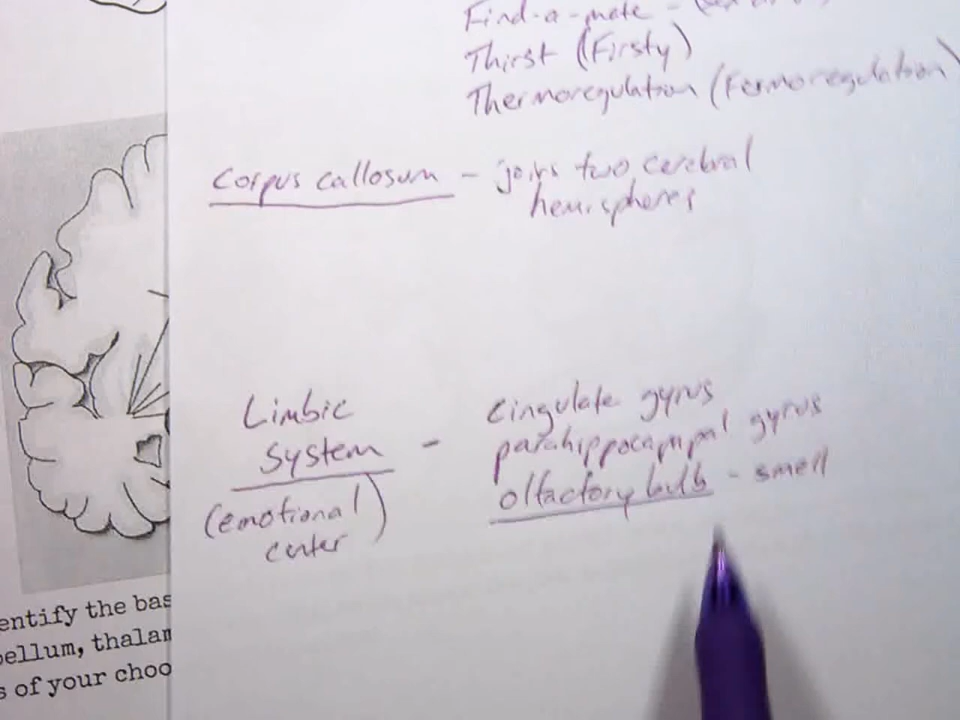 Find-a-mate -
Thirst (Firsty)
Thermoregulation (Fermoregulation)
Corpus callosum - joins two cerebral
hemispheres
Limbic
System -
(emotional)
center
cingulate gyrus
parahippocampal gyrus
olfactory bulb - smell
entify the bas
bellum, thalam
s of your choo